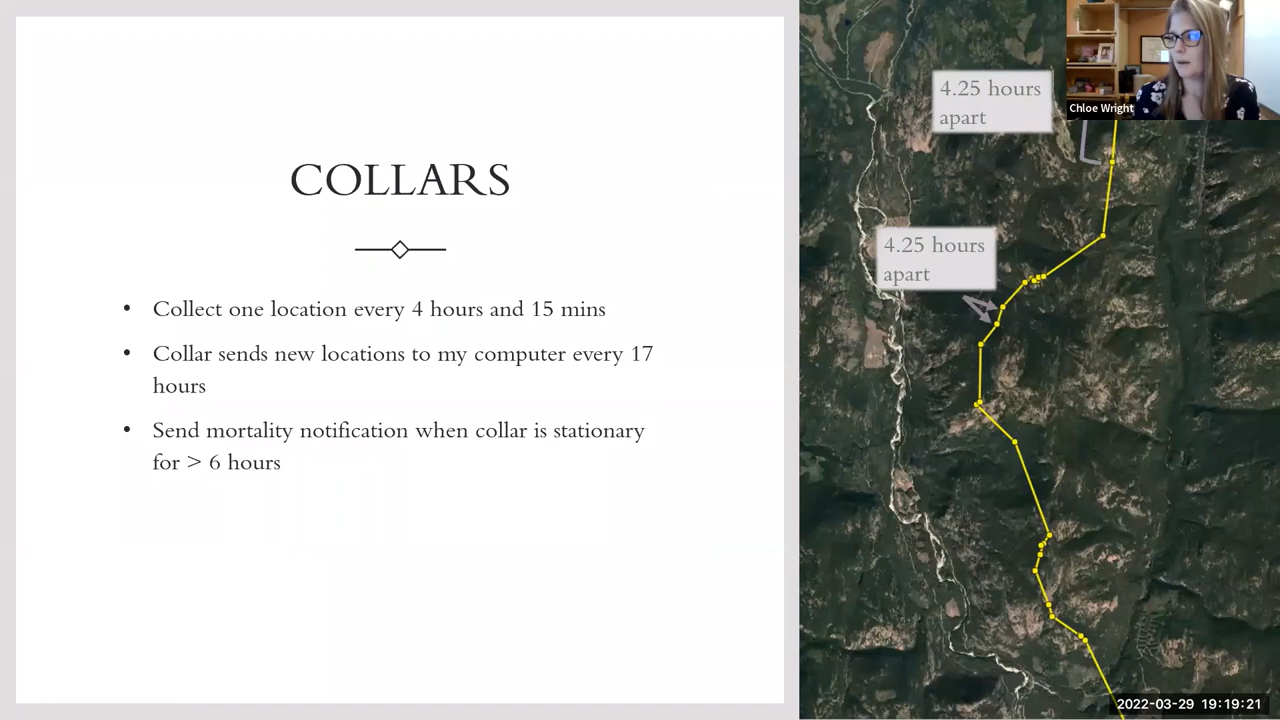 COLLARS
• Collect one location every 4 hours and 15 mins
• Collar sends new locations to my computer every 17
hours
• Send mortality notification when collar is stationary
for > 6 hours
4.25 hours
apart
4.25 hours
apart
Chloe Wright
2022-03-29 19:19:21